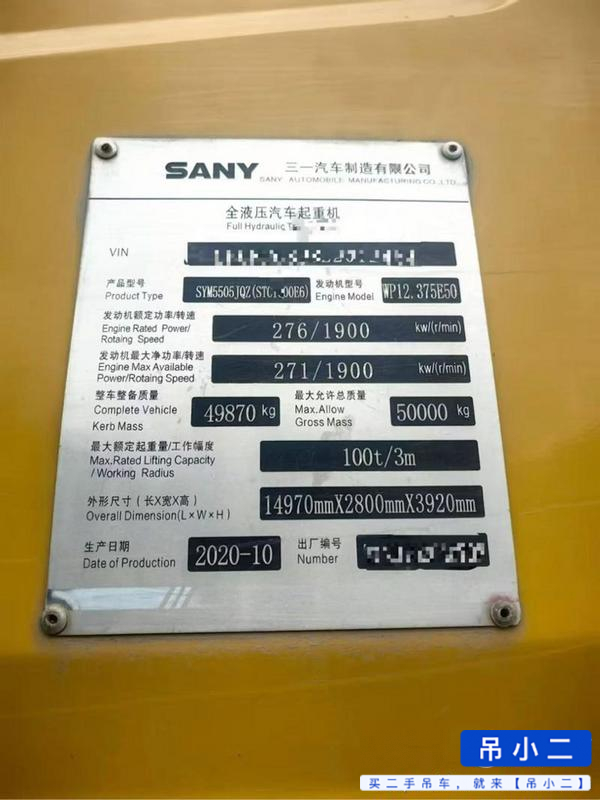 SANY 三一汽车制造有限公司
SANY AUTOMOBILE MANUFACTURING CO.,LTD.
全液压汽车起重机
Full Hydraulic
VIN
产品型号 发动机型号
Product Type SYM5505JQZ(STC1300E6) Engine Model WP12.375E50
发动机额定功率/转速
Engine Rated Power/ 276/1900 kw/(r/min)
Rotaing Speed
发动机最大净功率/转速
Engine Max Available 271/1900 kw/(r/min)
Power/Rotaing Speed
整车整备质量 最大允许总质量
Complete Vehicle 49870 kg Max.Allow 50000 kg
Kerb Mass Gross Mass
最大额定起重量/工作幅度
Max.Rated Lifting Capacity 100t/3m
/ Working Radius
外形尺寸(长X宽X高)
Overall Dimension(L×W×H) 14970mmX2800mmX3920mm
生产日期 出厂编号
Date of Production 2020-10 Number
吊小二
买二手吊车，就来【吊小二】